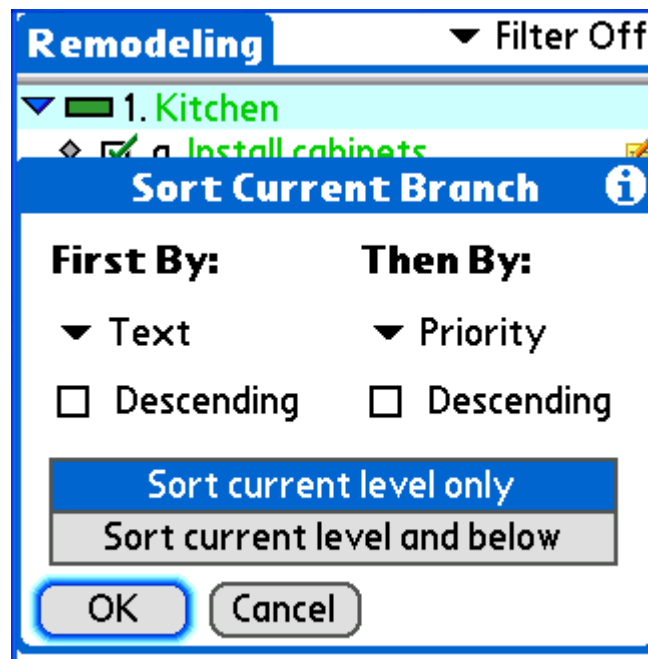 Remodeling Filter Off
1. Kitchen
a. Install cabinets
Sort Current Branch
First By: Then By:
Text Priority
Descending Descending
Sort current level only
Sort current level and below
OK Cancel